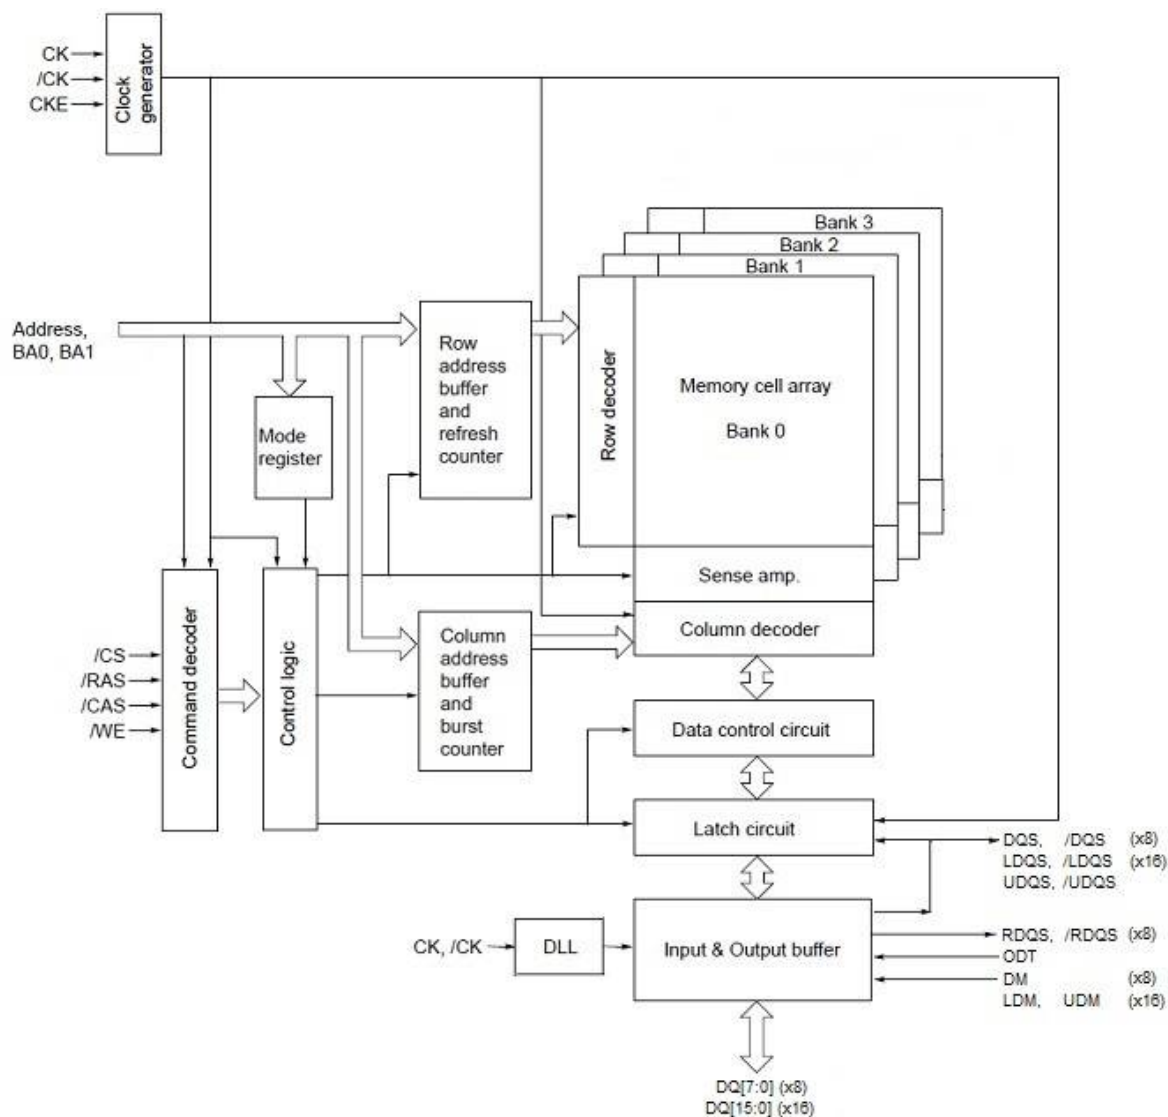 CK
/CK
CKE
Clock
generator
Bank 3
Bank 2
Bank 1
Address,
BA0, BA1
Row
address
buffer
and
refresh
counter
Row decoder
Memory cell array
Bank 0
Mode
register
Sense amp.
Column decoder
Command decoder
Control logic
/CS
/RAS
/CAS
/WE
Column
address
buffer
and
burst
counter
Data control circuit
Latch circuit
DQS, /DQS (x8)
LDQS, /LDQS (x16)
UDQS, /UDQS
CK, /CK
DLL
Input & Output buffer
RDQS, /RDQS (x8)
ODT
DM (x8)
LDM, UDM (x16)
DQ[7:0] (x8)
DQ[15:0] (x16)